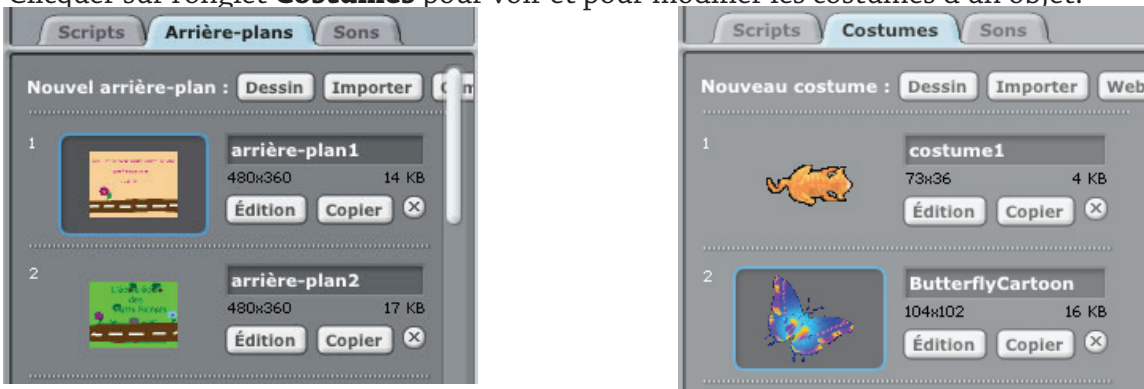 Cliquer sur l'onglet Costumes pour voir et pour modifier les costumes d'un objet.
Scripts Arrière-plans Sons
Nouvel arrière-plan : Dessin Importer
1
arrière-plan1
480x360 14 KB
Édition Copier
2
arrière-plan2
480x360 17 KB
Édition Copier
Scripts Costumes Sons
Nouveau costume : Dessin Importer Web
1
costume1
73x36 4 KB
Édition Copier
2
ButterflyCartoon
104x102 16 KB
Édition Copier